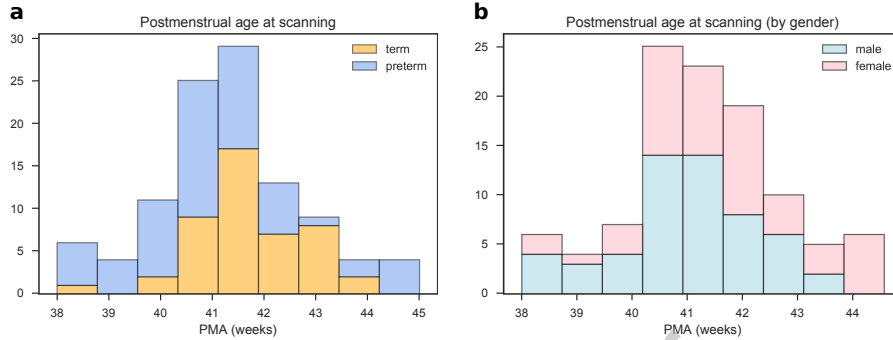 a
Postmenstrual age at scanning
30
25
20
15
10
5
0
term
preterm
38 39 40 41 42 43 44 45
PMA (weeks)
b
Postmenstrual age at scanning (by gender)
25
20
15
10
5
0
male
female
38 39 40 41 42 43 44
PMA (weeks)